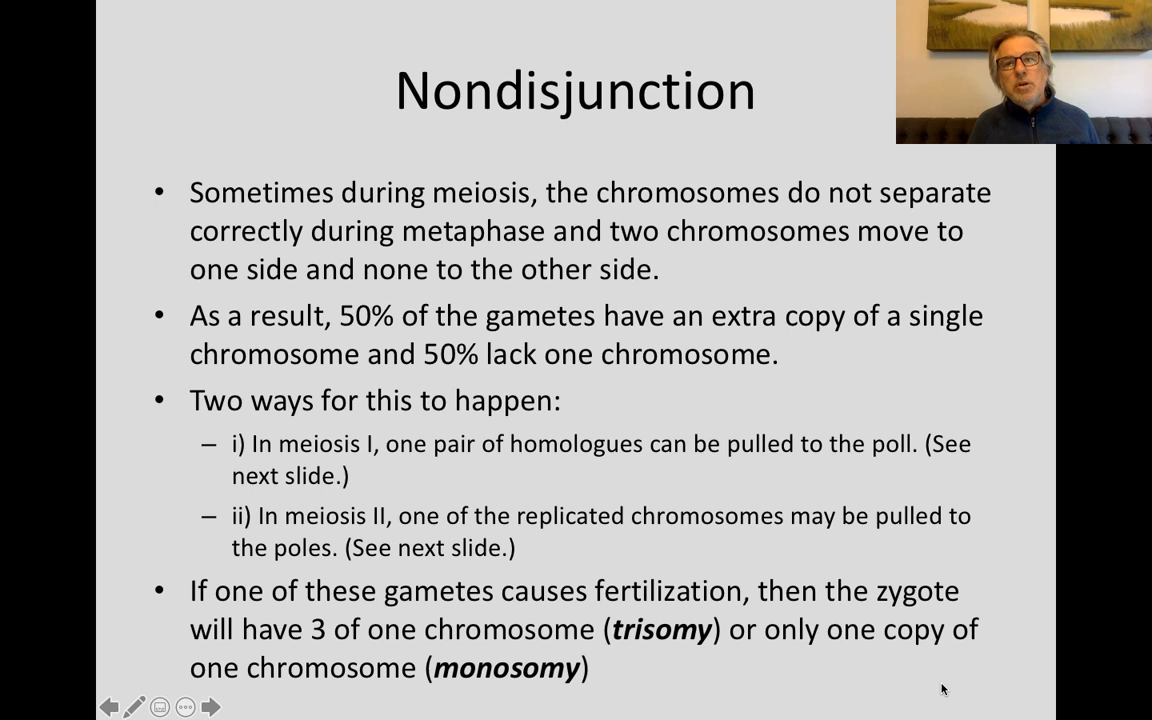 Nondisjunction
• Sometimes during meiosis, the chromosomes do not separate
correctly during metaphase and two chromosomes move to
one side and none to the other side.
• As a result, 50% of the gametes have an extra copy of a single
chromosome and 50% lack one chromosome.
• Two ways for this to happen:
– i) In meiosis I, one pair of homologues can be pulled to the poll. (See
next slide.)
– ii) In meiosis II, one of the replicated chromosomes may be pulled to
the poles. (See next slide.)
• If one of these gametes causes fertilization, then the zygote
will have 3 of one chromosome (trisomy) or only one copy of
one chromosome (monosomy)